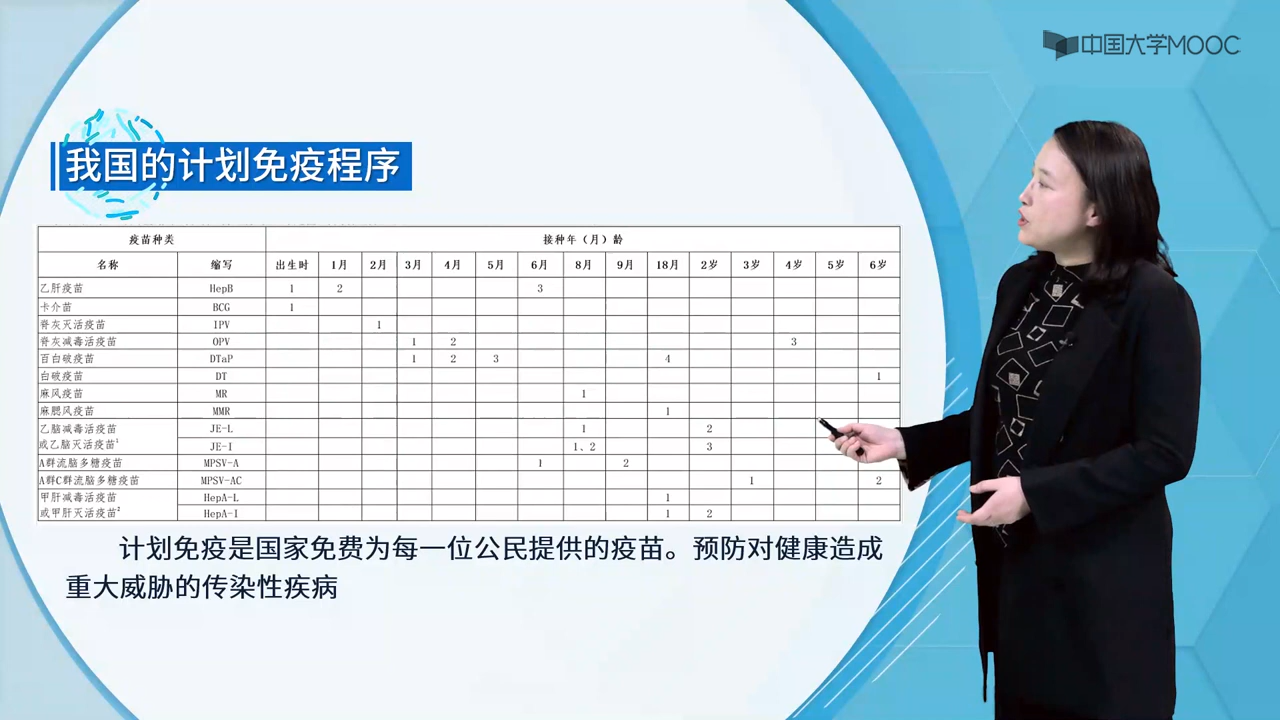 中国大学MOOC
我国的计划免疫程序
疫苗种类 接种年（月）龄
名称 缩写 出生时 1月 2月 3月 4月 5月 6月 8月 9月 18月 2岁 3岁 4岁 5岁 6岁
乙肝疫苗 HepB 1 2 3
卡介苗 BCG 1
脊灰灭活疫苗 IPV 1
脊灰减毒活疫苗 OPV 1 2 3
百白破疫苗 DTaP 1 2 3 4
白破疫苗 DT 1
麻风疫苗 MR 1
麻腮风疫苗 MMR 1
乙脑减毒活疫苗 JE-L 1 2
或乙脑灭活疫苗1 JE-I 1、2 3
A群流脑多糖疫苗 MPSV-A 1 2
A群C群流脑多糖疫苗 MPSV-AC 1 2
甲肝减毒活疫苗 HepA-L 1
或甲肝灭活疫苗2 HepA-I 1 2
计划免疫是国家免费为每一位公民提供的疫苗。预防对健康造成
重大威胁的传染性疾病